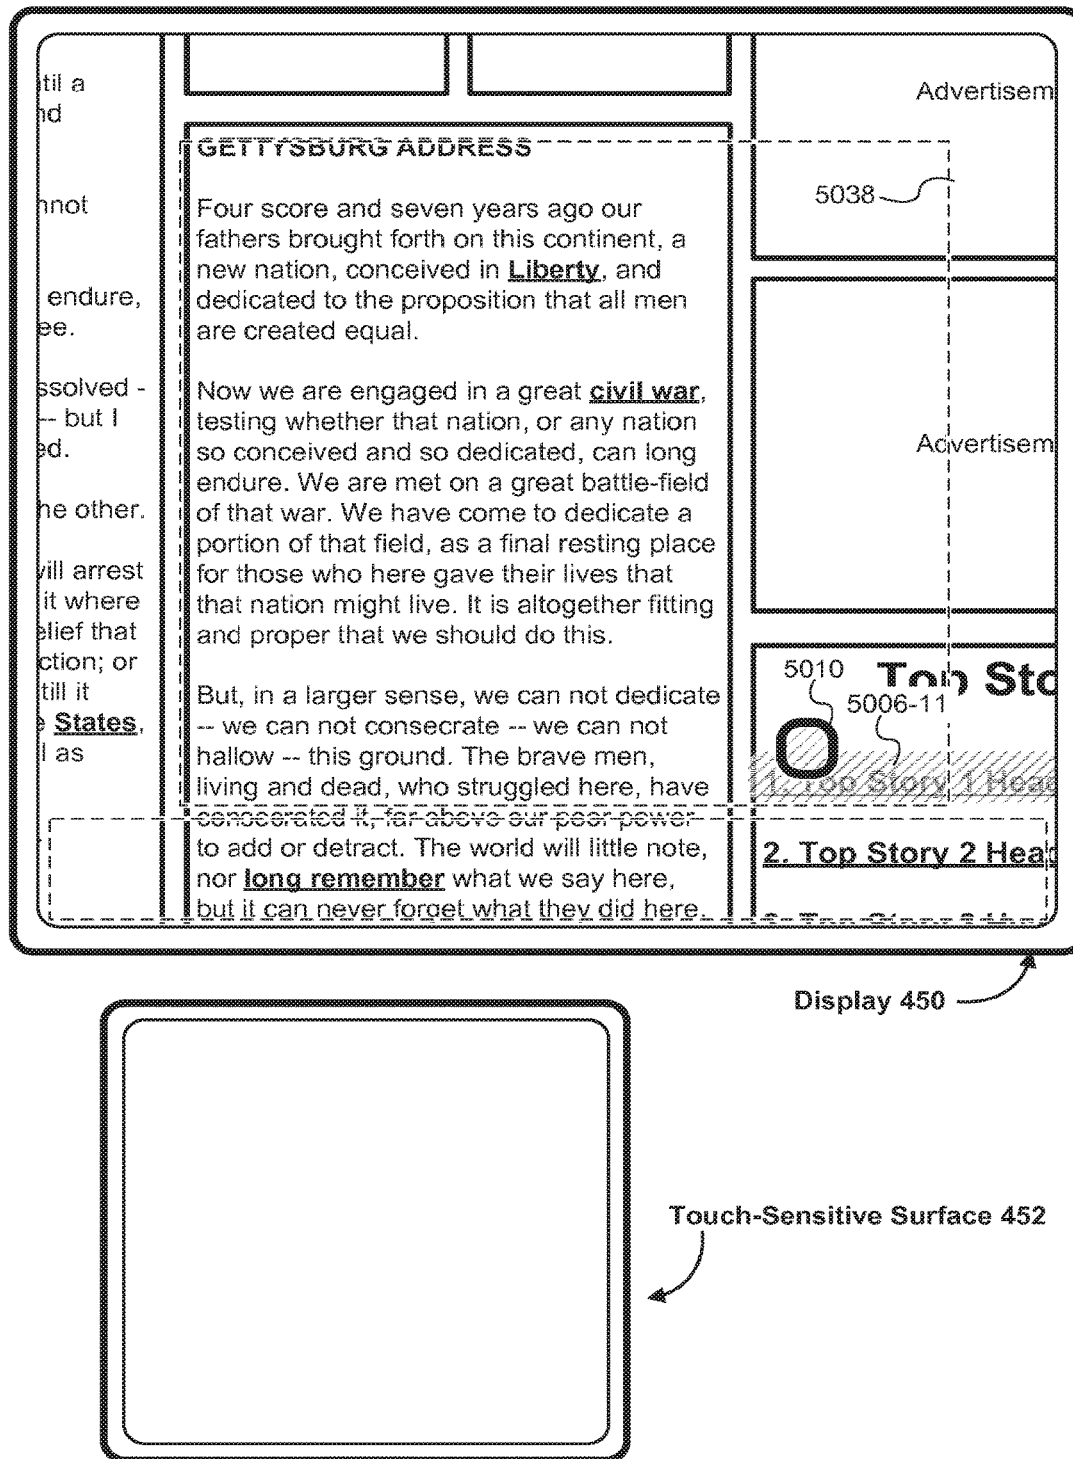 til a
nd
nnot
endure,
ee.
ssolved -
-- but I
ed.
he other.
will arrest
it where
elief that
ction; or
till it
States,
l as
GETTYSBURG ADDRESS
Four score and seven years ago our
fathers brought forth on this continent, a
new nation, conceived in Liberty, and
dedicated to the proposition that all men
are created equal.
Now we are engaged in a great civil war,
testing whether that nation, or any nation
so conceived and so dedicated, can long
endure. We are met on a great battle-field
of that war. We have come to dedicate a
portion of that field, as a final resting place
for those who here gave their lives that
that nation might live. It is altogether fitting
and proper that we should do this.
But, in a larger sense, we can not dedicate
-- we can not consecrate -- we can not
hallow -- this ground. The brave men,
living and dead, who struggled here, have
consecrated it, far above our poor power
to add or detract. The world will little note,
nor long remember what we say here,
but it can never forget what they did here.
Advertisem
5038
Advertisem
5010
Top Sto
5006-11
1. Top Story 1 Head
2. Top Story 2 Head
Display 450
Touch-Sensitive Surface 452